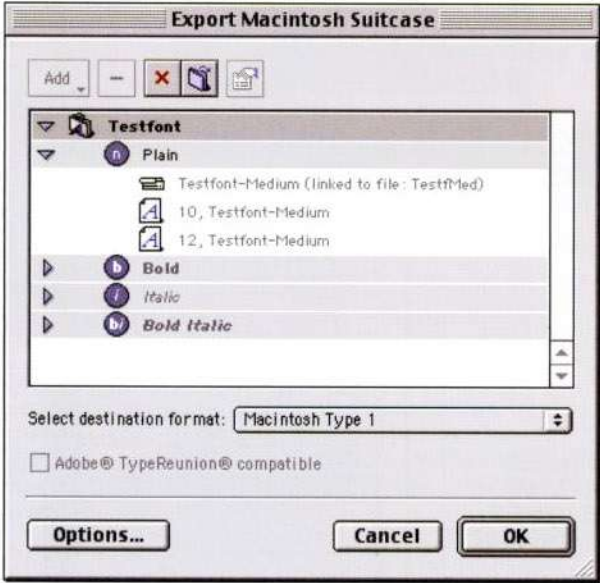 Export Macintosh Suitcase
Add
Testfont
n Plain
Testfont-Medium (linked to file: TestfMed)
A 10, Testfont-Medium
A 12, Testfont-Medium
b Bold
i Italic
bi Bold Italic
Select destination format: Macintosh Type 1
Adobe® TypeReunion® compatible
Options... Cancel OK